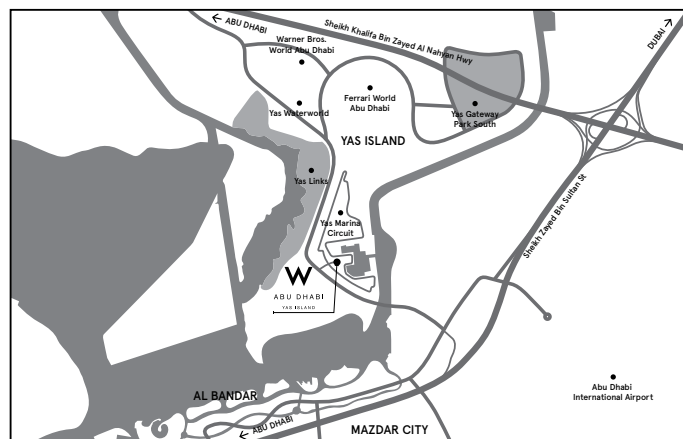 ← ABU DHABI
Sheikh Khalifa Bin Zayed Al Nahyan Hwy
DUBAI →
Warner Bros.
World Abu Dhabi
Yas Waterworld
Ferrari World
Abu Dhabi
Yas Gateway
Park South
YAS ISLAND
Yas Links
Yas Marina
Circuit
Sheikh Zayed Bin Sultan St
W
ABU DHABI
YAS ISLAND
AL BANDAR
← ABU DHABI
MAZDAR CITY
Abu Dhabi
International Airport